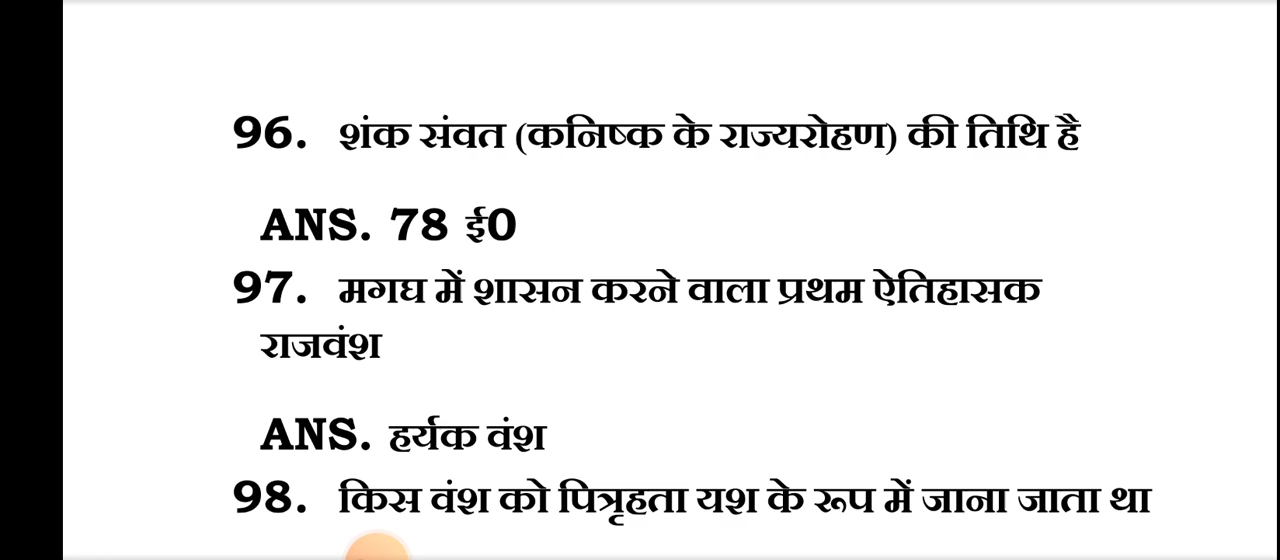 96. शंक संवत (कनिष्क के राज्यरोहण) की तिथि है
ANS. 78 ई0
97. मगघ में शासन करने वाला प्रथम ऐतिहासक
राजवंश
ANS. हर्यक वंश
98. किस वंश को पित्रृहता यश के रूप में जाना जाता था